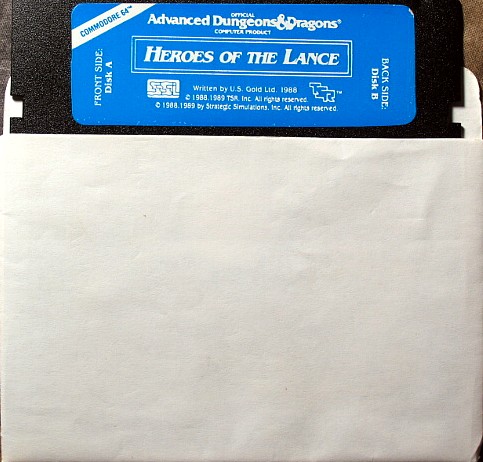 COMMODORE 64™
OFFICIAL
Advanced Dungeons & Dragons®
COMPUTER PRODUCT
HEROES OF THE LANCE
FRONT SIDE:
Disk A
BACK SIDE:
Disk B
SSI
Written by U.S. Gold Ltd. 1988
© 1988,1989 TSR, Inc. All rights reserved.
© 1988,1989 by Strategic Simulations, Inc. All rights reserved.
TSR™